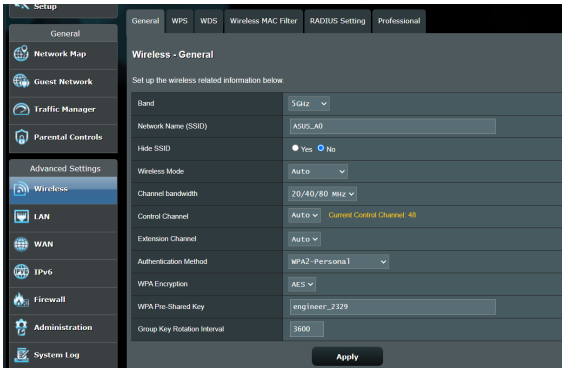 Setup
General
Network Map
Guest Network
Traffic Manager
Parental Controls
Advanced Settings
Wireless
LAN
WAN
IPv6
Firewall
Administration
System Log
General WPS WDS Wireless MAC Filter RADIUS Setting Professional
Wireless - General
Set up the wireless related information below.
Band 5GHz
Network Name (SSID) ASUS_A0
Hide SSID Yes No
Wireless Mode Auto
Channel bandwidth 20/40/80 MHz
Control Channel Auto Current Control Channel: 48
Extension Channel Auto
Authentication Method WPA2-Personal
WPA Encryption AES
WPA Pre-Shared Key engineer_2329
Group Key Rotation Interval 3600
Apply